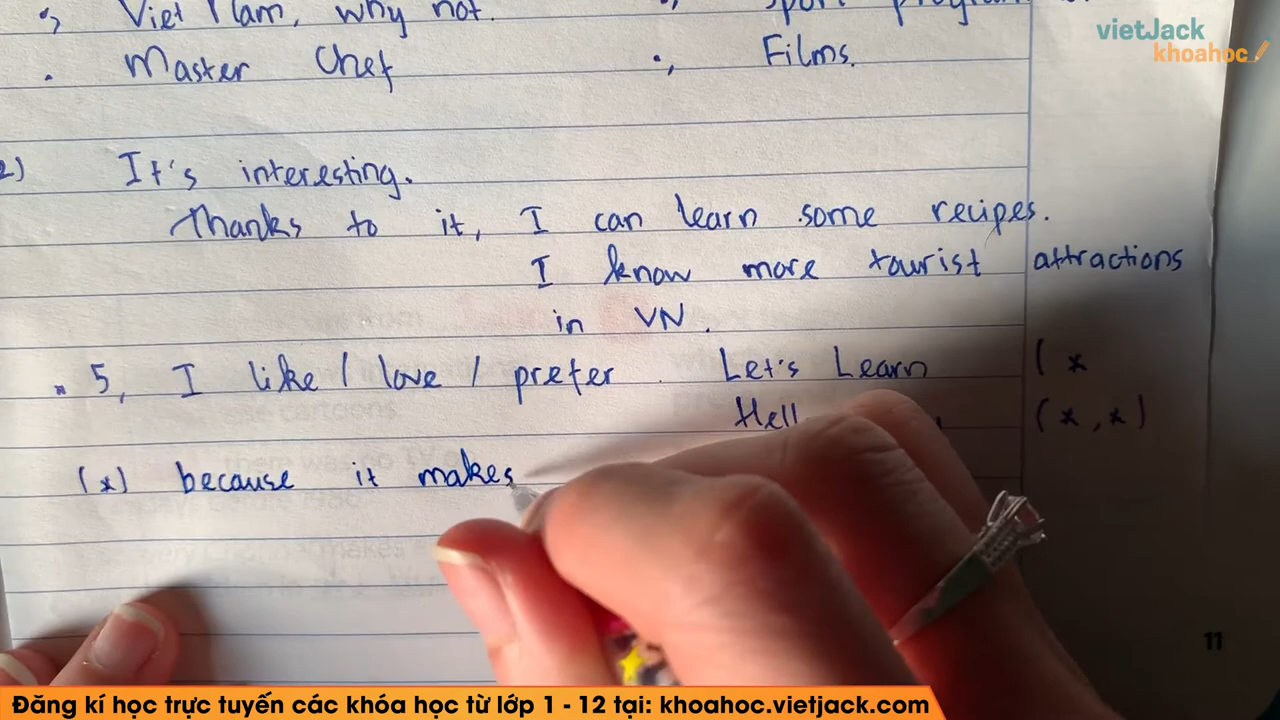 Viet Nam, why not.
Master Chef
Films.
vietJack
khoahoc
2) It's interesting.
Thanks to it, I can learn some recipes.
I know more tourist attractions
in VN.
5, I like / love / prefer Let's Learn ( *
Hell ( *, *)
(*) because it makes
11
Đăng kí học trực tuyến các khóa học từ lớp 1 - 12 tại: khoahoc.vietjack.com